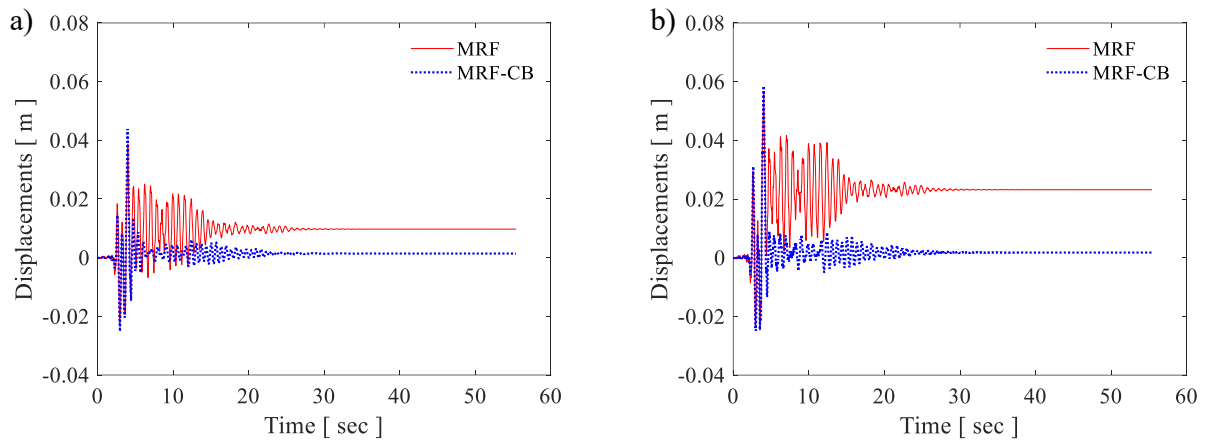 a)
Displacements [ m ]
0.08
0.06
0.04
0.02
0
-0.02
-0.04
MRF
MRF-CB
0 10 20 30 40 50 60
Time [ sec ]
b)
Displacements [ m ]
0.08
0.06
0.04
0.02
0
-0.02
-0.04
MRF
MRF-CB
0 10 20 30 40 50 60
Time [ sec ]